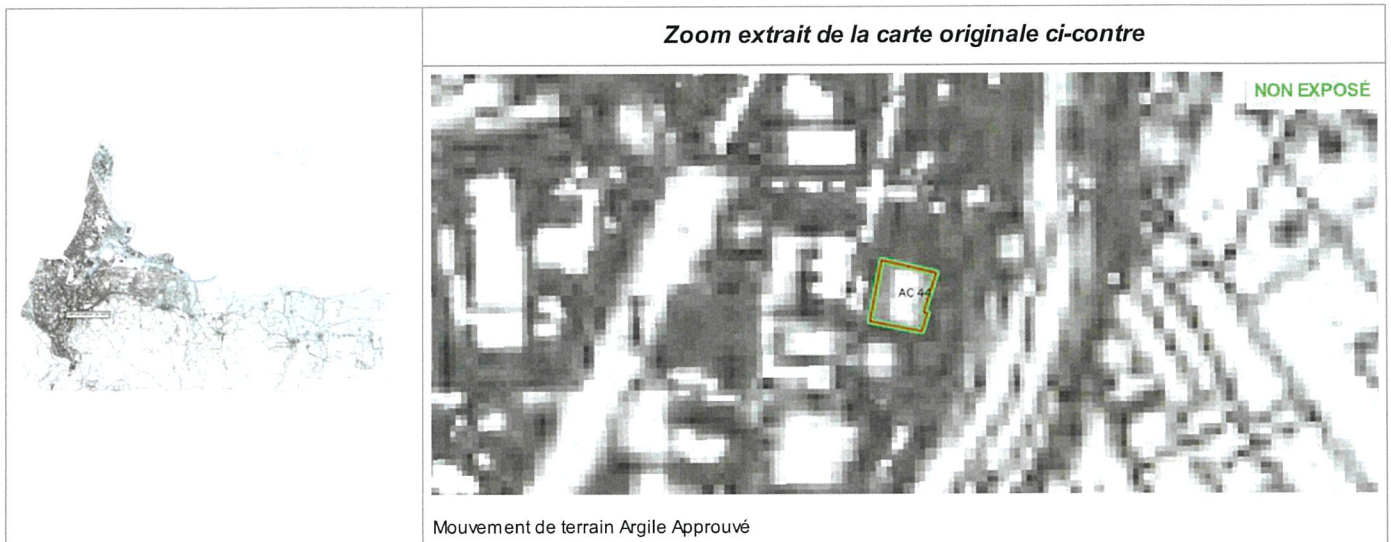 Zoom extrait de la carte originale ci-contre
NON EXPOSÉ
AC 44
Mouvement de terrain Argile Approuvé